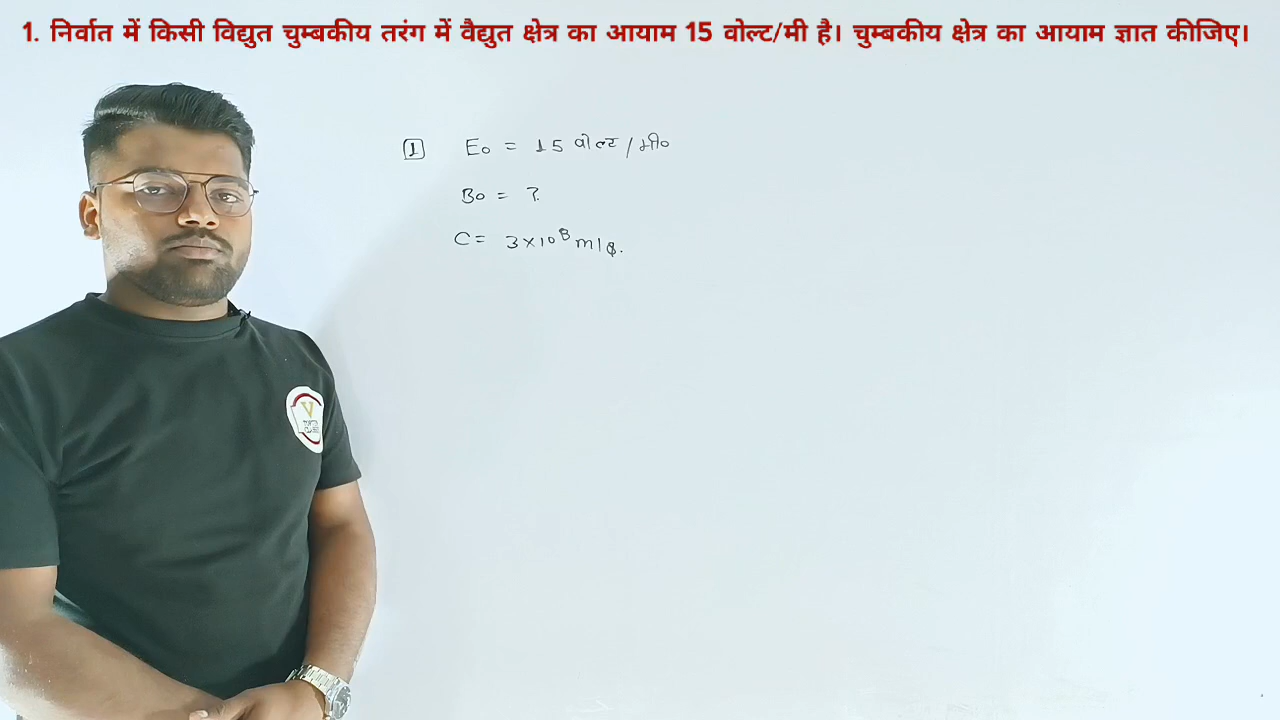 1. निर्वात में किसी विद्युत चुम्बकीय तरंग में वैद्युत क्षेत्र का आयाम 15 वोल्ट/मी है। चुम्बकीय क्षेत्र का आयाम ज्ञात कीजिए।
1 E₀ = 15 वोल्ट/मी०
B₀ = ?
C = 3×10⁸ m/s.
V